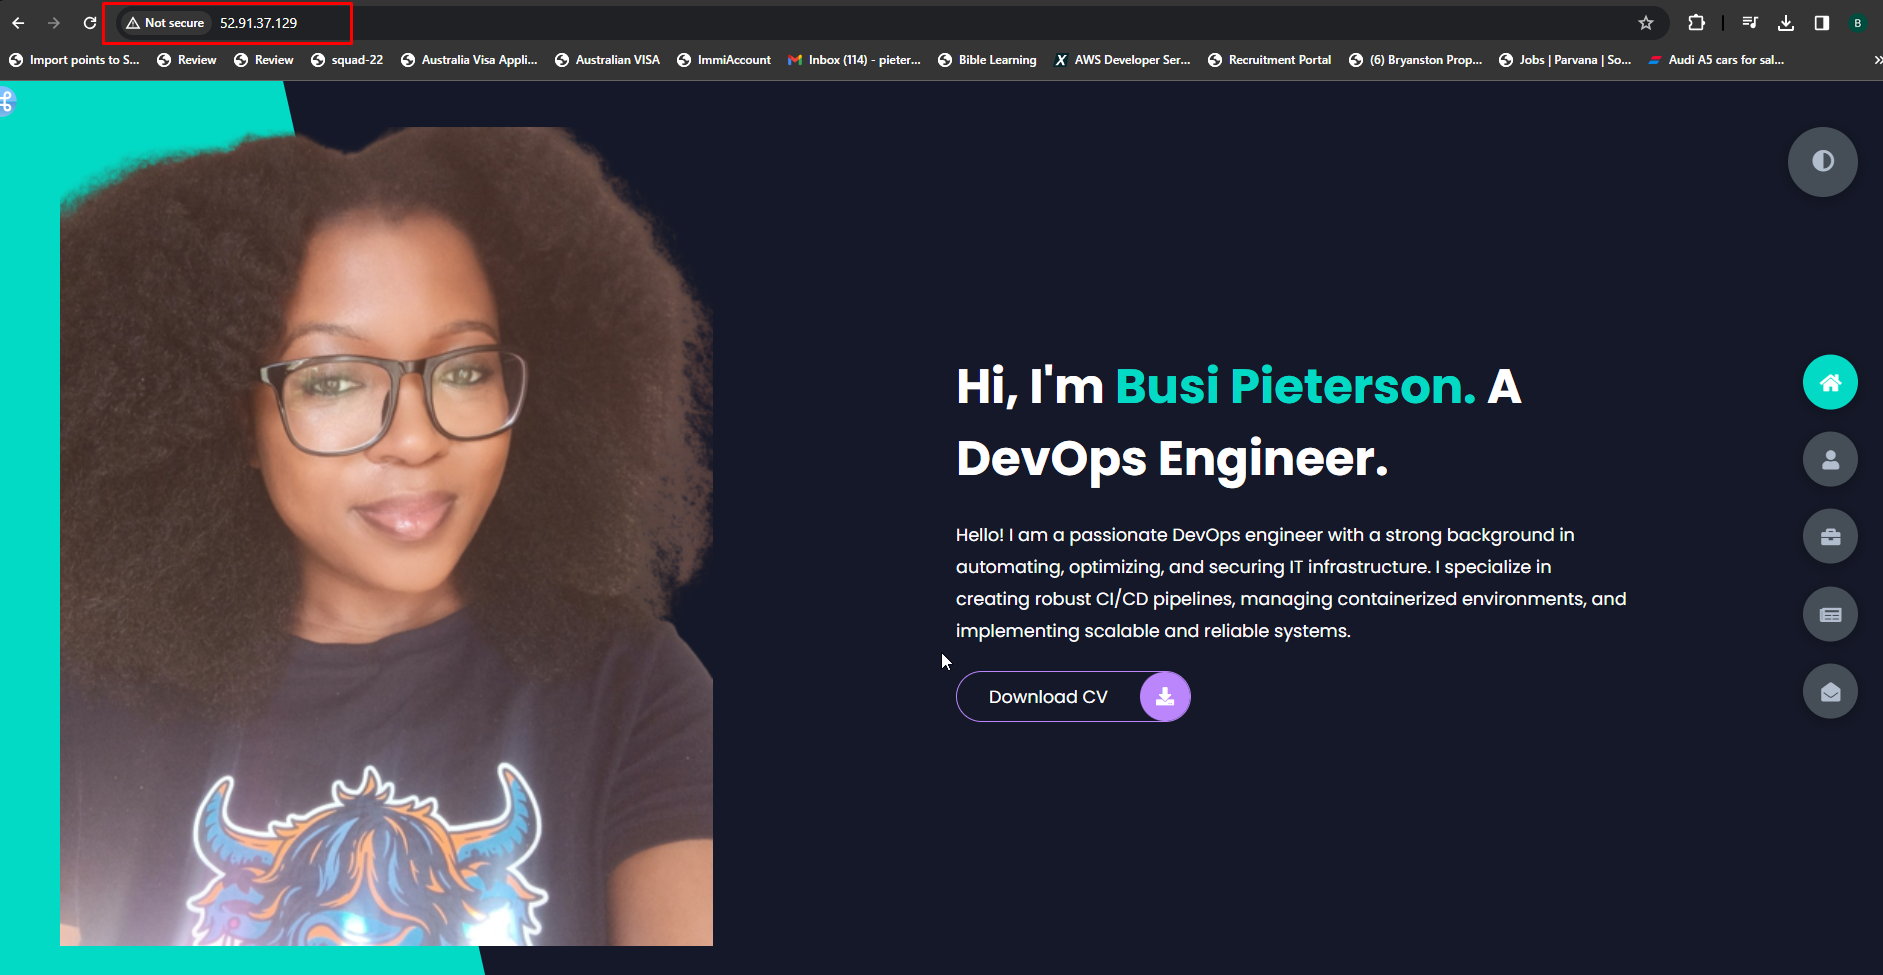 Not secure 52.91.37.129
Import points to S... Review Review squad-22 Australia Visa Appli... Australian VISA ImmiAccount Inbox (114) - pieter... Bible Learning AWS Developer Ser... Recruitment Portal (6) Bryanston Prop... Jobs | Parvana | So... Audi A5 cars for sal...
B
Hi, I'm Busi Pieterson. A
DevOps Engineer.
Hello! I am a passionate DevOps engineer with a strong background in
automating, optimizing, and securing IT infrastructure. I specialize in
creating robust CI/CD pipelines, managing containerized environments, and
implementing scalable and reliable systems.
Download CV